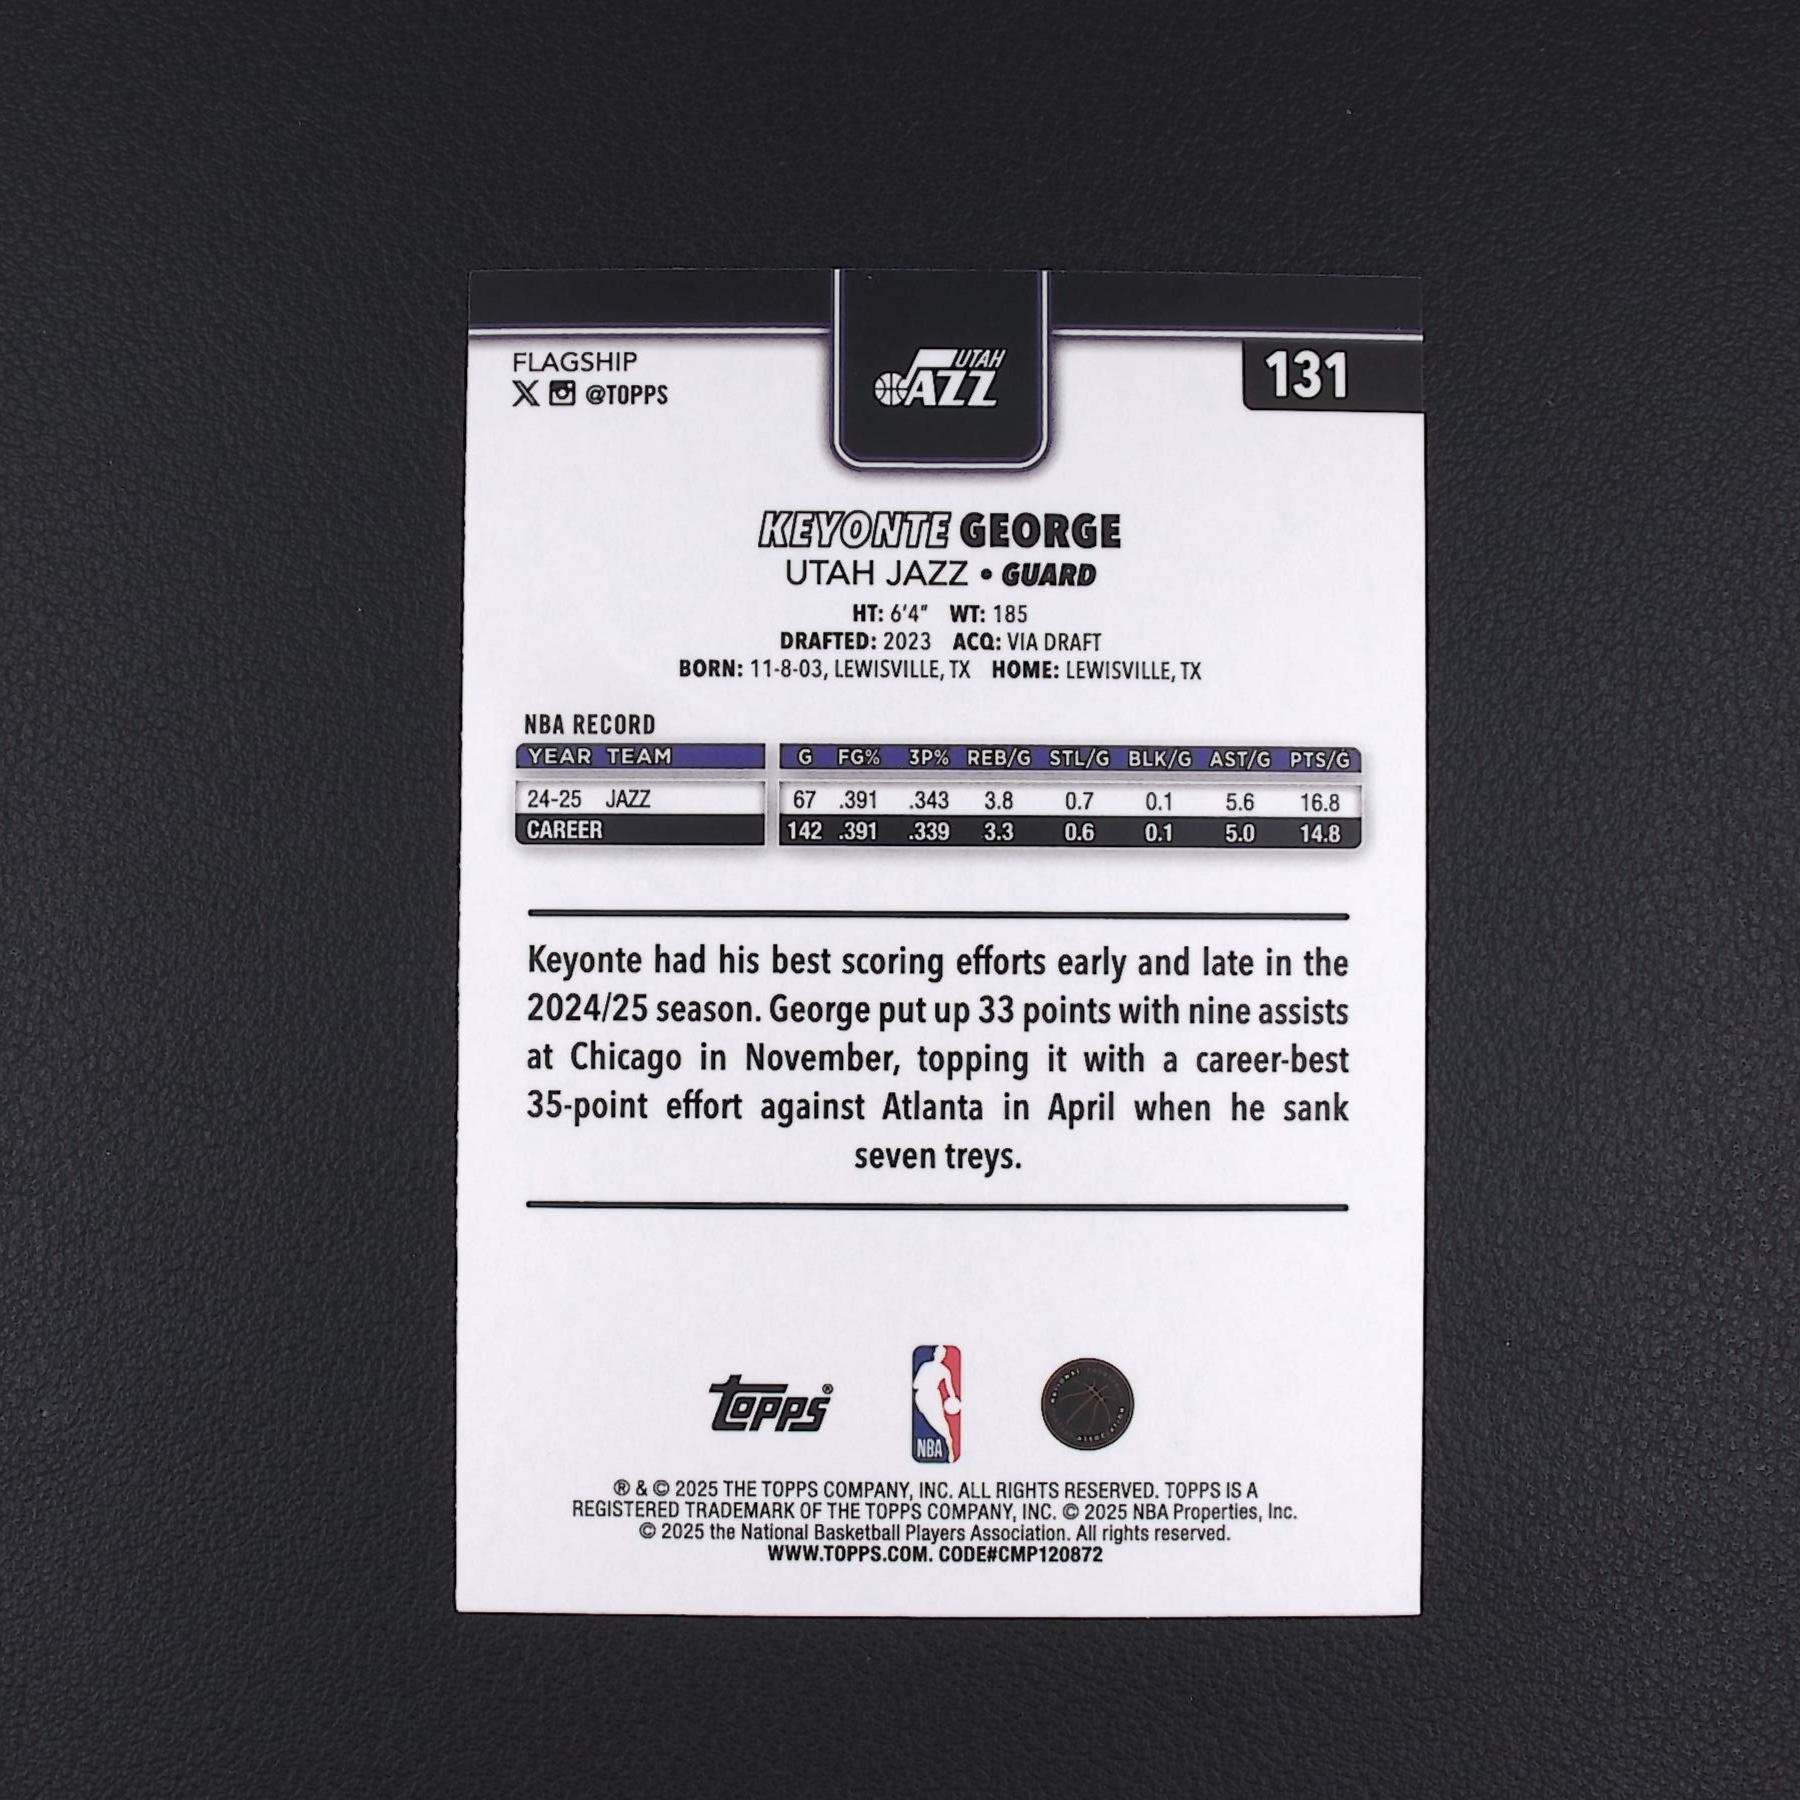 FLAGSHIP
X @TOPPS
UTAH
JAZZ
131
KEYONTE GEORGE
UTAH JAZZ • GUARD
HT: 6'4" WT: 185
DRAFTED: 2023 ACQ: VIA DRAFT
BORN: 11-8-03, LEWISVILLE, TX HOME: LEWISVILLE, TX
NBA RECORD
YEAR TEAM G FG% 3P% REB/G STL/G BLK/G AST/G PTS/G
24-25 JAZZ 67 .391 .343 3.8 0.7 0.1 5.6 16.8
CAREER 142 .391 .339 3.3 0.6 0.1 5.0 14.8
Keyonte had his best scoring efforts early and late in the
2024/25 season. George put up 33 points with nine assists
at Chicago in November, topping it with a career-best
35-point effort against Atlanta in April when he sank
seven treys.
Topps®
NBA
NATIONAL
® & © 2025 THE TOPPS COMPANY, INC. ALL RIGHTS RESERVED. TOPPS IS A
REGISTERED TRADEMARK OF THE TOPPS COMPANY, INC. © 2025 NBA Properties, Inc.
© 2025 the National Basketball Players Association. All rights reserved.
WWW.TOPPS.COM. CODE#CMP120872